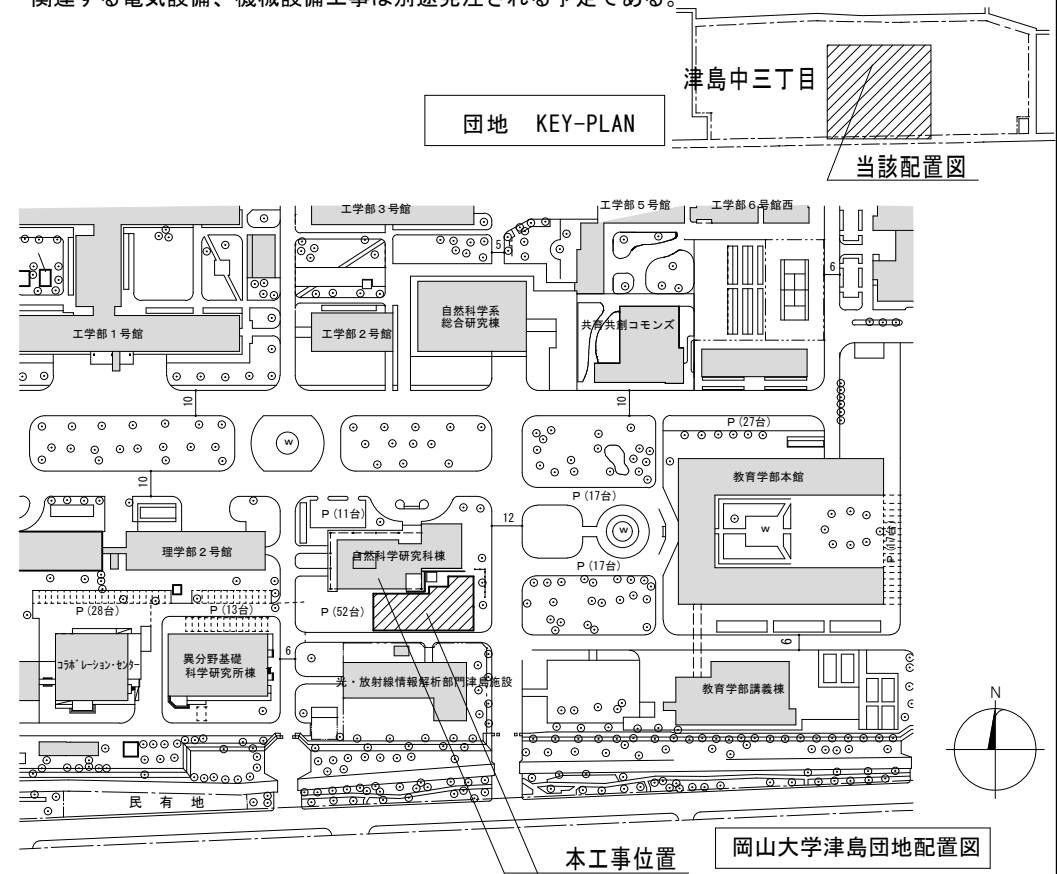 関連する電気設備、機械設備工事は別途発注される予定である。
津島中三丁目
団地 KEY-PLAN
当該配置図
工学部3号館
工学部5号館
工学部6号館西
5
6
自然科学系
総合研究棟
共育共創コモンズ
工学部1号館
工学部2号館
10
10
P (27台)
W
10
教育学部本館
P (17台)
P (11台)
12
W
W
理学部2号館
自然科学研究科棟
P (17台)
P (28台)
P (13台)
P (52台)
6
6
コラボレーション・センター
異分野基礎
科学研究所棟
光・放射線情報解析部門津島施設
教育学部講義棟
N
民有地
本工事位置
岡山大学津島団地配置図